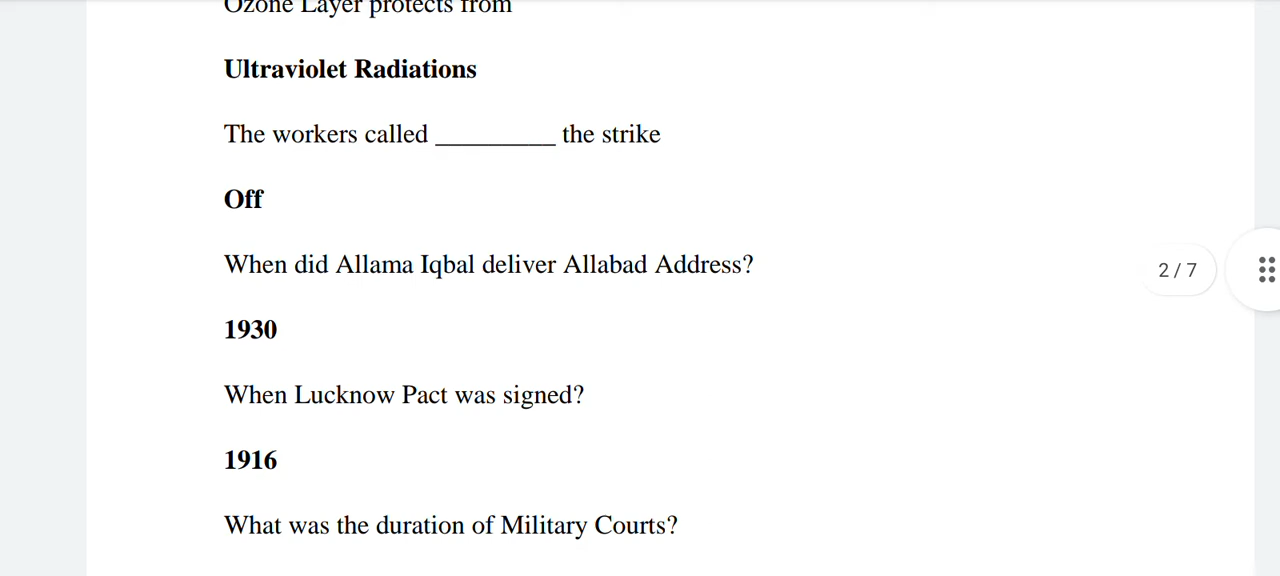 Ozone Layer protects from
Ultraviolet Radiations
The workers called _________ the strike
Off
When did Allama Iqbal deliver Allabad Address?
1930
2 / 7
When Lucknow Pact was signed?
1916
What was the duration of Military Courts?